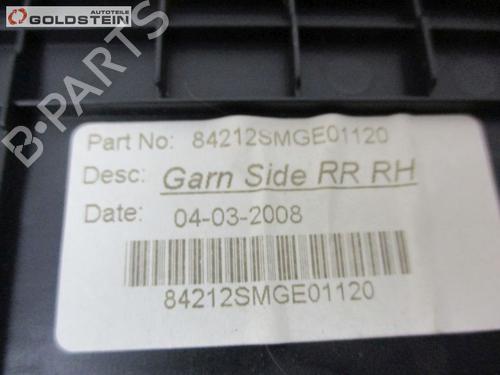 AUTOTEILE
GOLDSTEIN
B-PARTS
Part No: 84212SMGE01120
Desc: Garn Side RR RH
Date: 04-03-2008
84212SMGE01120